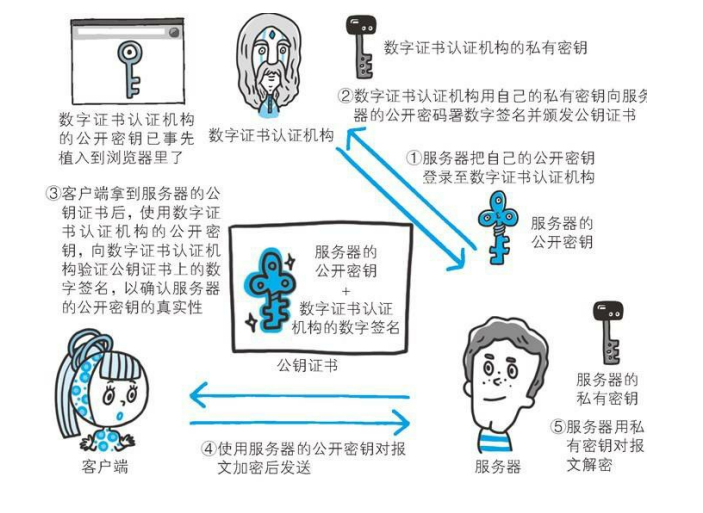 数字证书认证机构的私有密钥
数字证书认证机构
的公开密钥已事先
植入到浏览器里了
数字证书认证机构
②数字证书认证机构用自己的私有密钥向服务
器的公开密码署数字签名并颁发公钥证书
①服务器把自己的公开密钥
登录至数字证书认证机构
服务器的
公开密钥
③客户端拿到服务器的公
钥证书后，使用数字证
书认证机构的公开密
钥，向数字证书认证机
构验证公钥证书上的数
字签名，以确认服务器
的公开密钥的真实性
服务器的
公开密钥
+
数字证书认证
机构的数字签名
公钥证书
服务器的
私有密钥
④使用服务器的公开密钥对报
文加密后发送
⑤服务器用私
有密钥对报
文解密
客户端
服务器